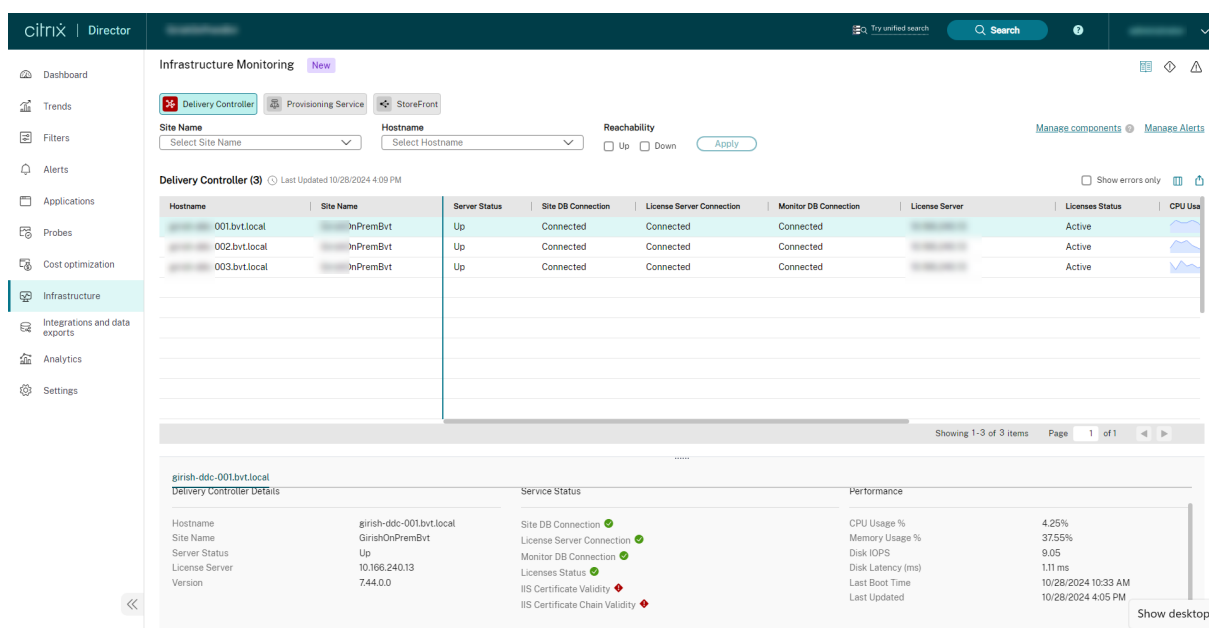 citrix | Director
Try unified search
Search
Dashboard
Trends
Filters
Alerts
Applications
Probes
Cost optimization
Infrastructure
Integrations and data
exports
Analytics
Settings
Infrastructure Monitoring New
Delivery Controller Provisioning Service StoreFront
Site Name Hostname Reachability
Select Site Name Select Hostname Up Down Apply
Manage components Manage Alerts
Delivery Controller (3) Last Updated 10/28/2024 4:09 PM Show errors only
Hostname Site Name Server Status Site DB Connection License Server Connection Monitor DB Connection License Server Licenses Status CPU Usa
001.bvt.local nPremBvt Up Connected Connected Connected Active
002.bvt.local nPremBvt Up Connected Connected Connected Active
003.bvt.local nPremBvt Up Connected Connected Connected Active
Showing 1-3 of 3 items Page 1 of 1
girish-ddc-001.bvt.local
Delivery Controller Details
Hostname girish-ddc-001.bvt.local
Site Name GirishOnPremBvt
Server Status Up
License Server 10.166.240.13
Version 7.44.0.0
Service Status
Site DB Connection
License Server Connection
Monitor DB Connection
Licenses Status
IIS Certificate Validity
IIS Certificate Chain Validity
Performance
CPU Usage % 4.25%
Memory Usage % 37.55%
Disk IOPS 9.05
Disk Latency (ms) 1.11 ms
Last Boot Time 10/28/2024 10:33 AM
Last Updated 10/28/2024 4:05 PM
Show desktop